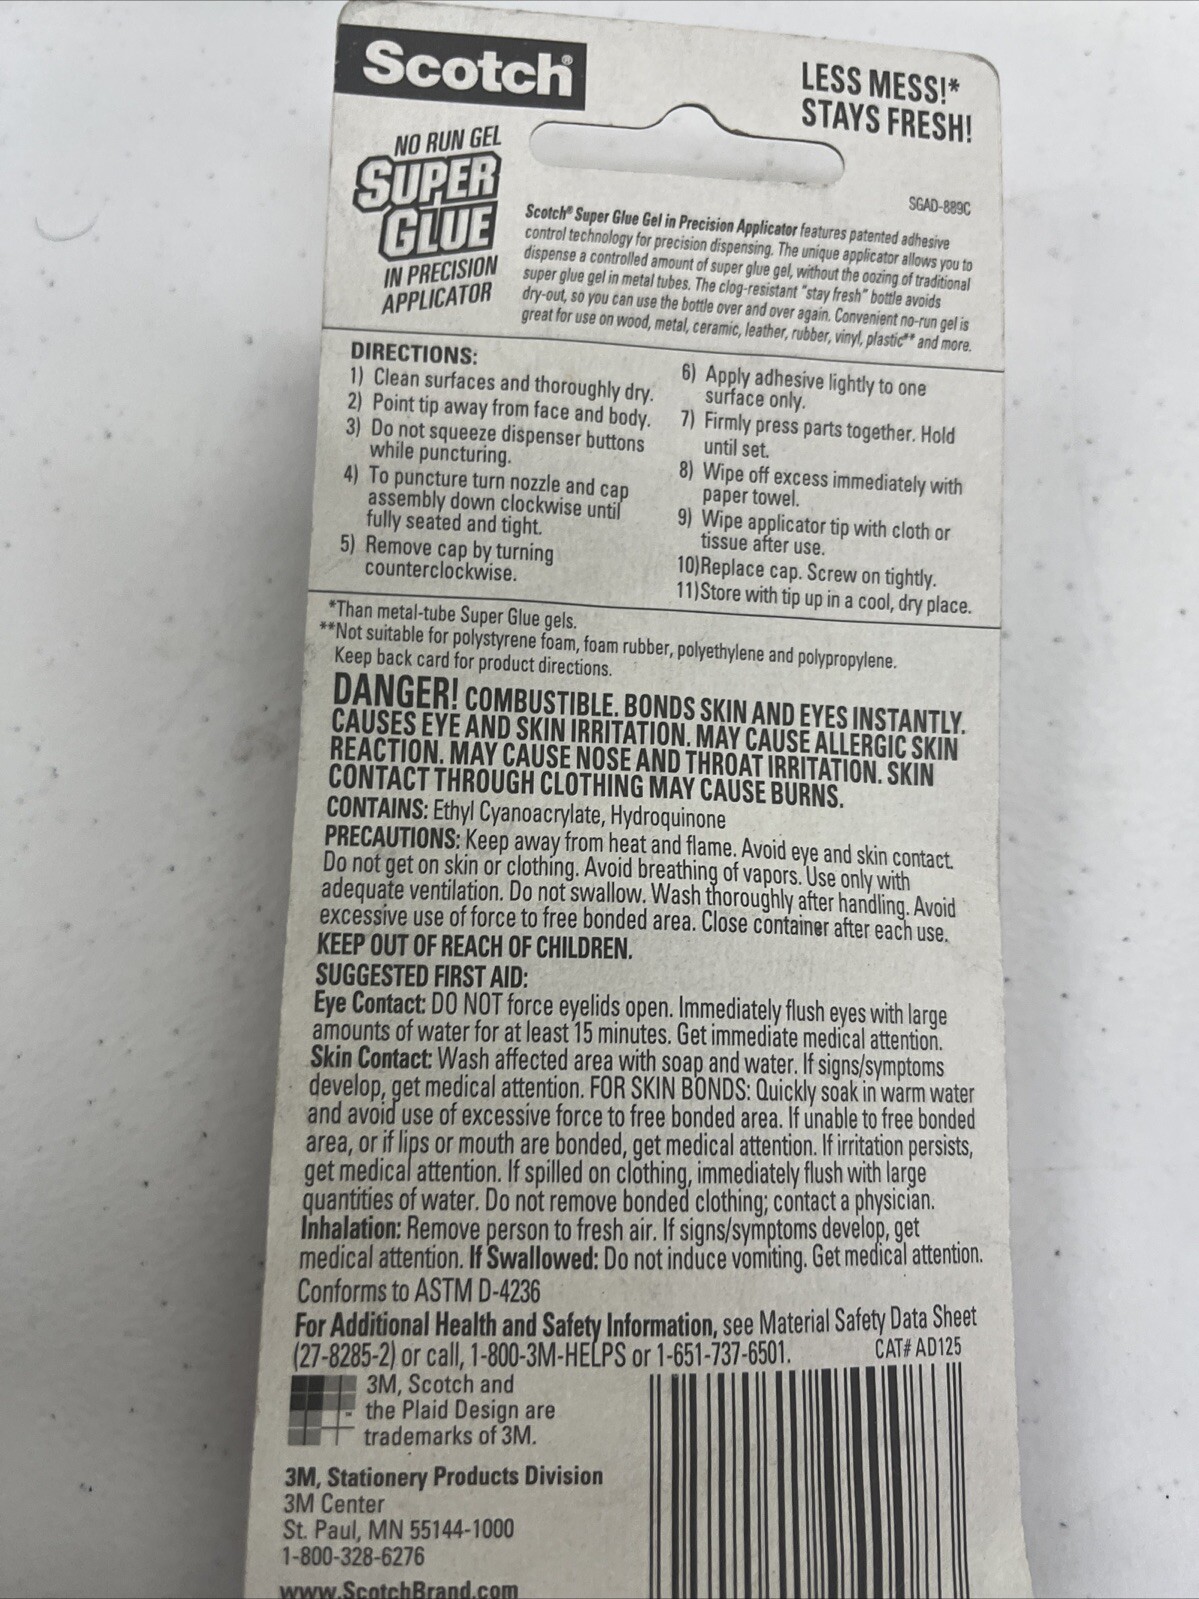 Scotch®
LESS MESS!*
STAYS FRESH!
NO RUN GEL
SUPER
GLUE
IN PRECISION
APPLICATOR
SGAD-889C
Scotch® Super Glue Gel in Precision Applicator features patented adhesive
control technology for precision dispensing. The unique applicator allows you to
dispense a controlled amount of super glue gel, without the oozing of traditional
super glue gel in metal tubes. The clog-resistant "stay fresh" bottle avoids
dry-out, so you can use the bottle over and over again. Convenient no-run gel is
great for use on wood, metal, ceramic, leather, rubber, vinyl, plastic** and more.
DIRECTIONS:
1) Clean surfaces and thoroughly dry.
2) Point tip away from face and body.
3) Do not squeeze dispenser buttons
while puncturing.
4) To puncture turn nozzle and cap
assembly down clockwise until
fully seated and tight.
5) Remove cap by turning
counterclockwise.
6) Apply adhesive lightly to one
surface only.
7) Firmly press parts together. Hold
until set.
8) Wipe off excess immediately with
paper towel.
9) Wipe applicator tip with cloth or
tissue after use.
10)Replace cap. Screw on tightly.
11)Store with tip up in a cool, dry place.
*Than metal-tube Super Glue gels.
**Not suitable for polystyrene foam, foam rubber, polyethylene and polypropylene.
Keep back card for product directions.
DANGER! COMBUSTIBLE. BONDS SKIN AND EYES INSTANTLY.
CAUSES EYE AND SKIN IRRITATION. MAY CAUSE ALLERGIC SKIN
REACTION. MAY CAUSE NOSE AND THROAT IRRITATION. SKIN
CONTACT THROUGH CLOTHING MAY CAUSE BURNS.
CONTAINS: Ethyl Cyanoacrylate, Hydroquinone
PRECAUTIONS: Keep away from heat and flame. Avoid eye and skin contact.
Do not get on skin or clothing. Avoid breathing of vapors. Use only with
adequate ventilation. Do not swallow. Wash thoroughly after handling. Avoid
excessive use of force to free bonded area. Close container after each use.
KEEP OUT OF REACH OF CHILDREN.
SUGGESTED FIRST AID:
Eye Contact: DO NOT force eyelids open. Immediately flush eyes with large
amounts of water for at least 15 minutes. Get immediate medical attention.
Skin Contact: Wash affected area with soap and water. If signs/symptoms
develop, get medical attention. FOR SKIN BONDS: Quickly soak in warm water
and avoid use of excessive force to free bonded area. If unable to free bonded
area, or if lips or mouth are bonded, get medical attention. If irritation persists,
get medical attention. If spilled on clothing, immediately flush with large
quantities of water. Do not remove bonded clothing; contact a physician.
Inhalation: Remove person to fresh air. If signs/symptoms develop, get
medical attention. If Swallowed: Do not induce vomiting. Get medical attention.
Conforms to ASTM D-4236
For Additional Health and Safety Information, see Material Safety Data Sheet
(27-8285-2) or call, 1-800-3M-HELPS or 1-651-737-6501.
CAT# AD125
3M, Scotch and
the Plaid Design are
trademarks of 3M.
3M, Stationery Products Division
3M Center
St. Paul, MN 55144-1000
1-800-328-6276
www.ScotchBrand.com